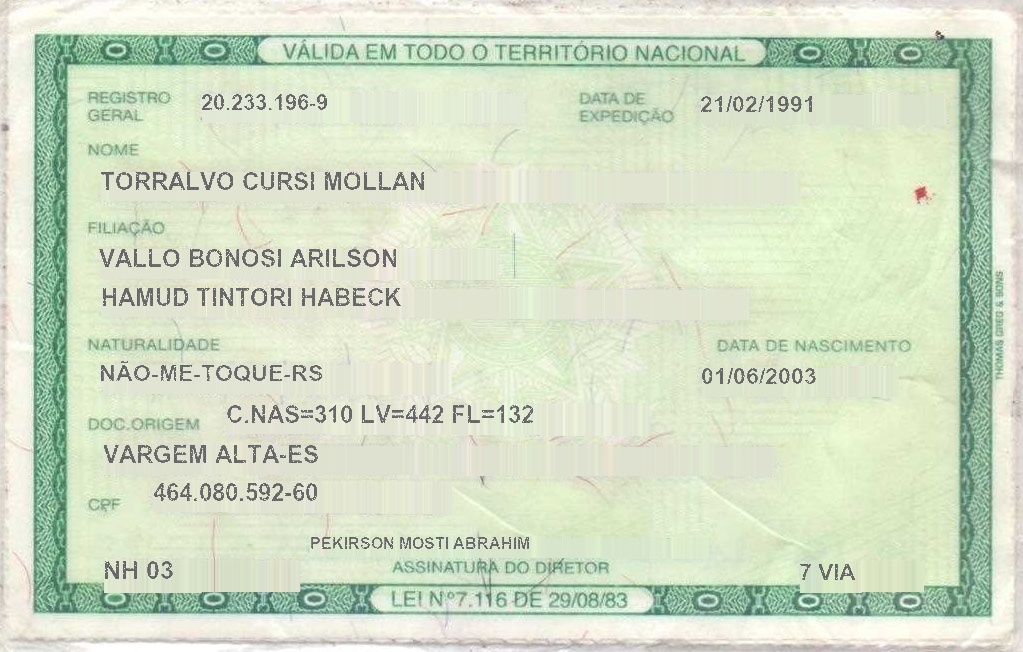 VÁLIDA EM TODO O TERRITÓRIO NACIONAL
REGISTRO GERAL 20.233.196-9 DATA DE EXPEDIÇÃO 21/02/1991
NOME
TORRALVO CURSI MOLLAN
FILIAÇÃO
VALLO BONOSI ARILSON
HAMUD TINTORI HABECK
NATURALIDADE DATA DE NASCIMENTO
NÃO-ME-TOQUE-RS 01/06/2003
DOC.ORIGEM C.NAS=310 LV=442 FL=132
VARGEM ALTA-ES
CPF 464.080.592-60
PEKIRSON MOSTI ABRAHIM
NH 03 ASSINATURA DO DIRETOR 7 VIA
LEI Nº7.116 DE 29/08/83
THOMAS GREG & SONS